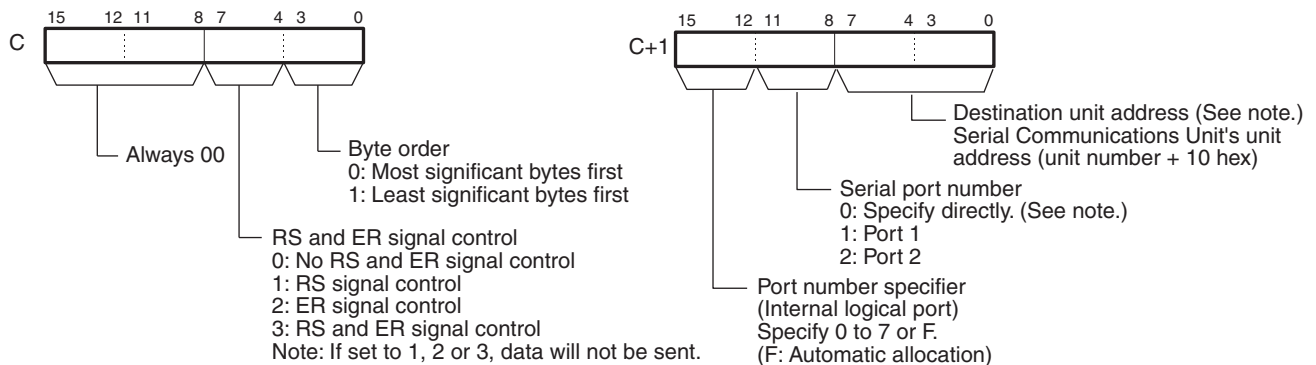 15 12 11 8 7 4 3 0
C
Always 00
Byte order
0: Most significant bytes first
1: Least significant bytes first
RS and ER signal control
0: No RS and ER signal control
1: RS signal control
2: ER signal control
3: RS and ER signal control
Note: If set to 1, 2 or 3, data will not be sent.
15 12 11 8 7 4 3 0
C+1
Destination unit address (See note.)
Serial Communications Unit's unit
address (unit number + 10 hex)
Serial port number
0: Specify directly. (See note.)
1: Port 1
2: Port 2
Port number specifier
(Internal logical port)
Specify 0 to 7 or F.
(F: Automatic allocation)